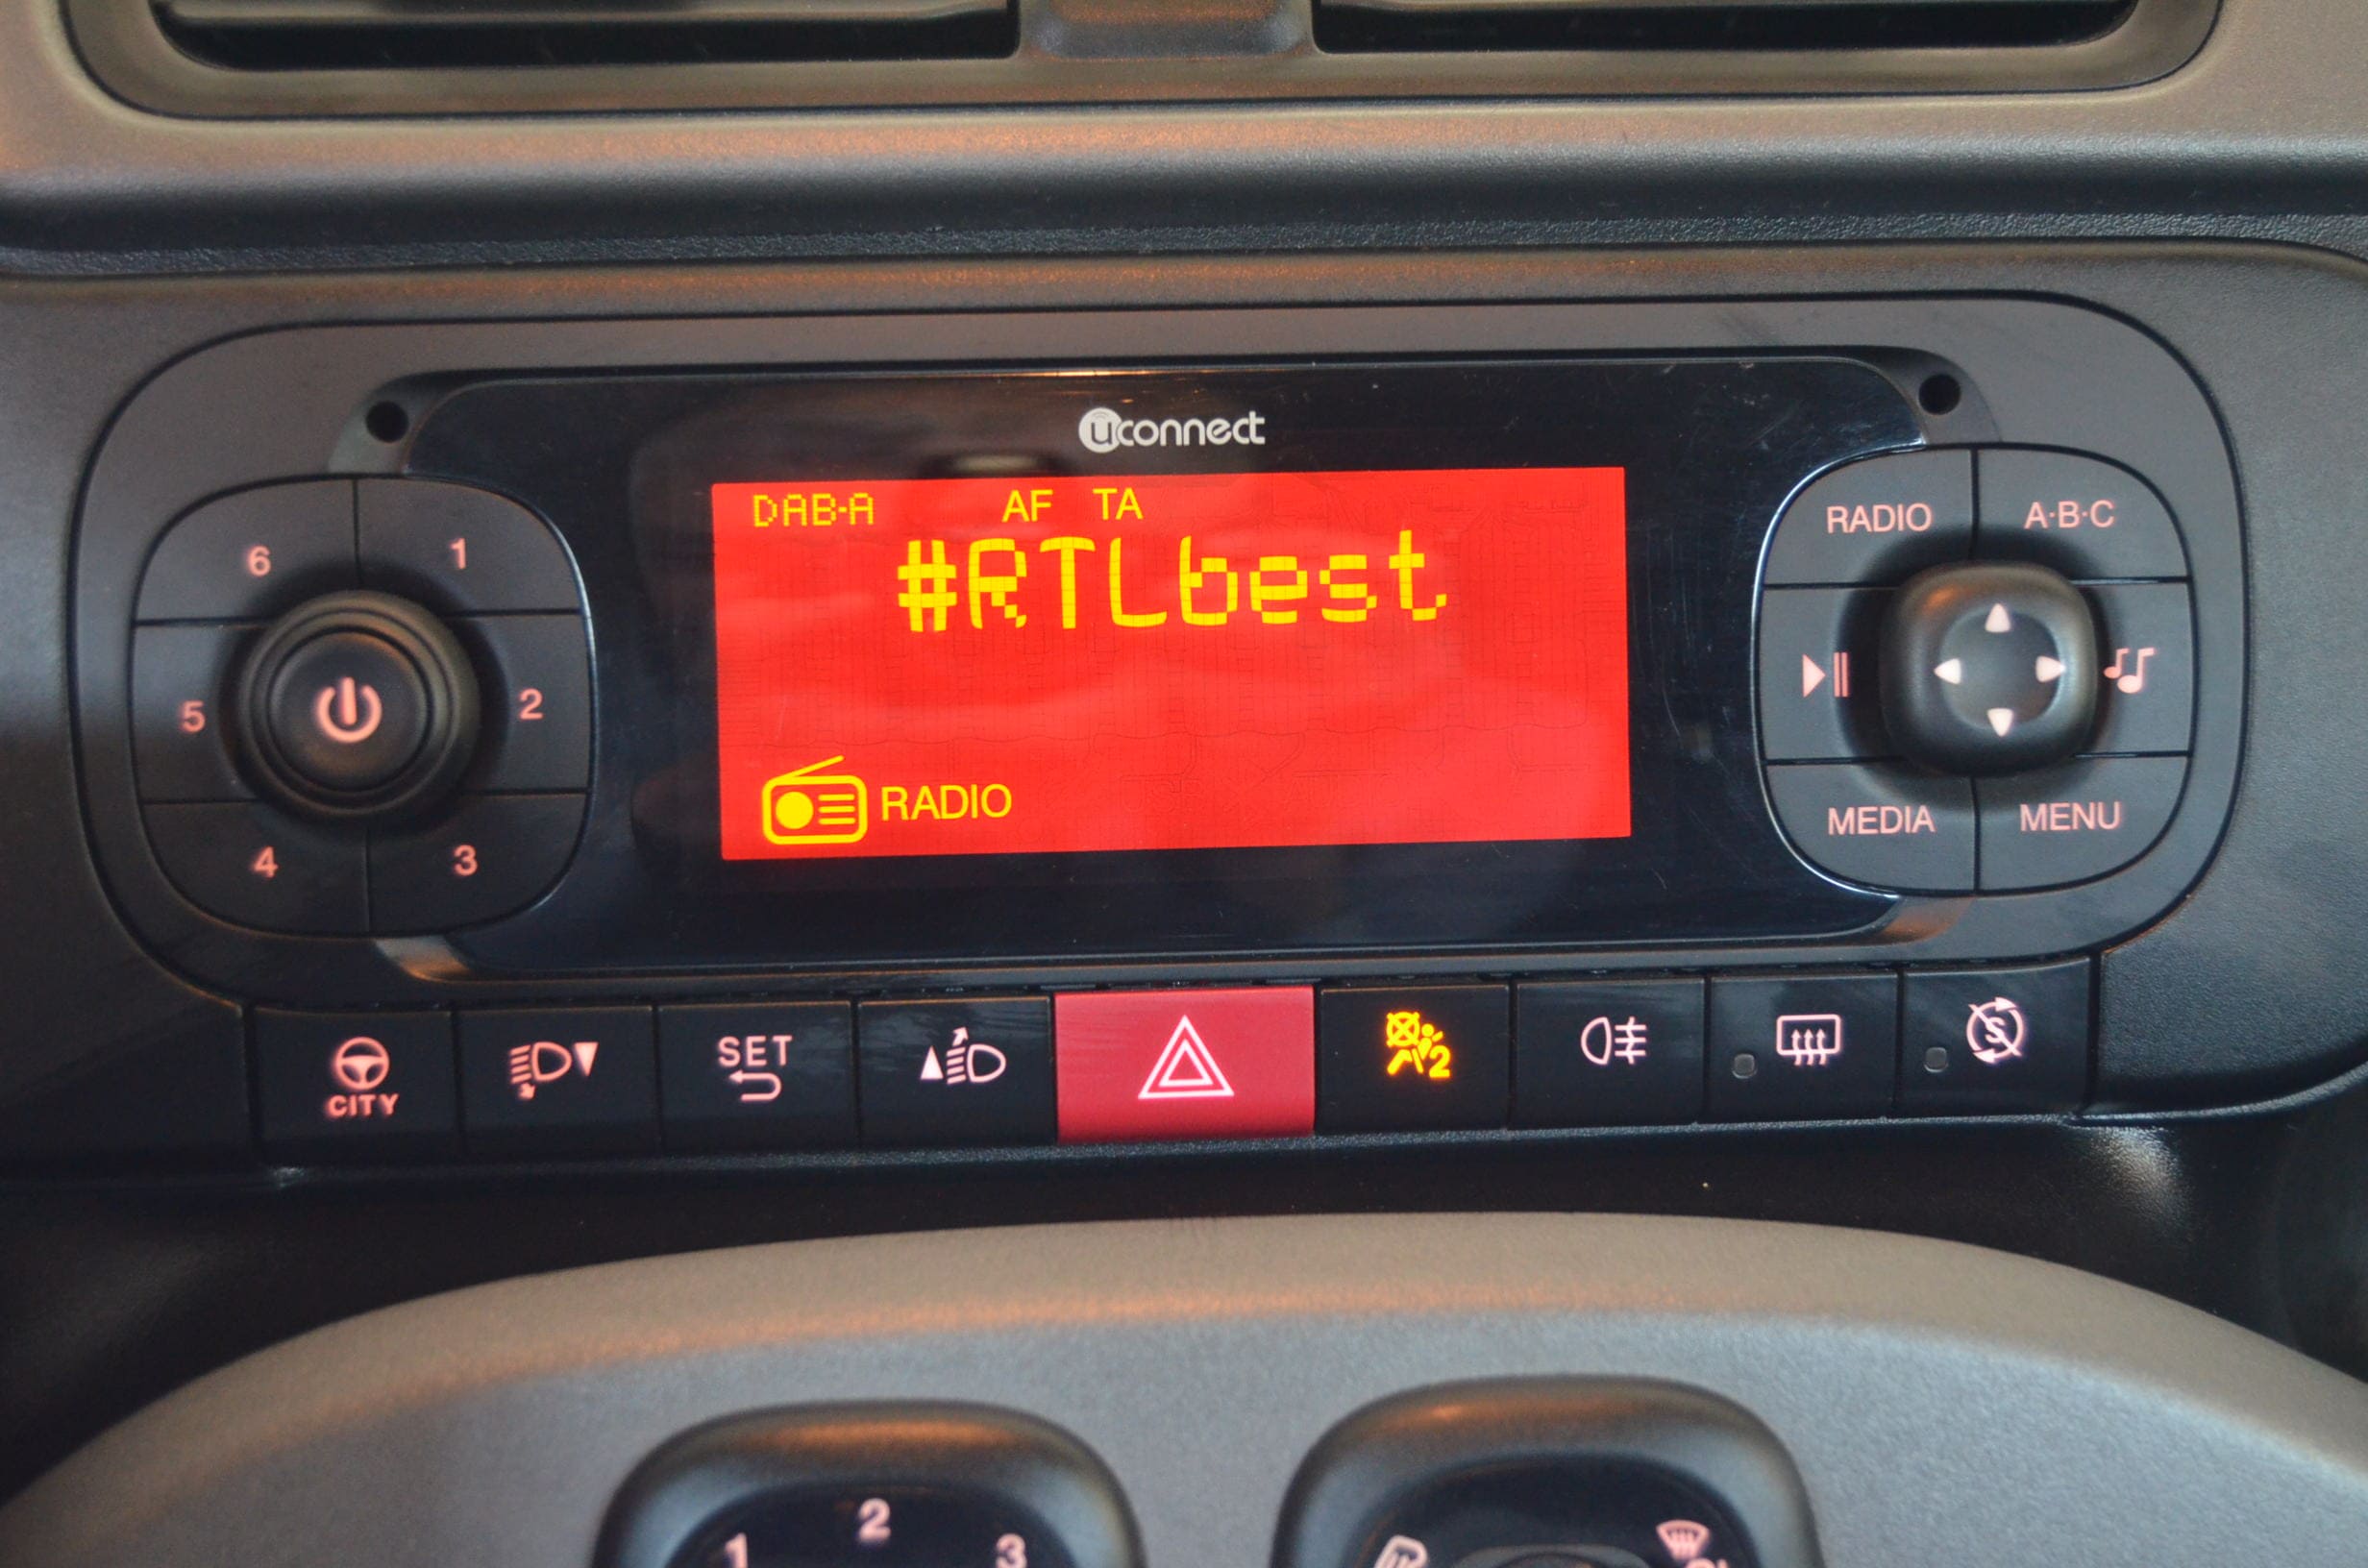 uconnect
DAB-A AF TA
#RTLbest
RADIO
6 1
5 2
4 3
RADIO A·B·C
MEDIA MENU
CITY
SET
2
S
1 2 3